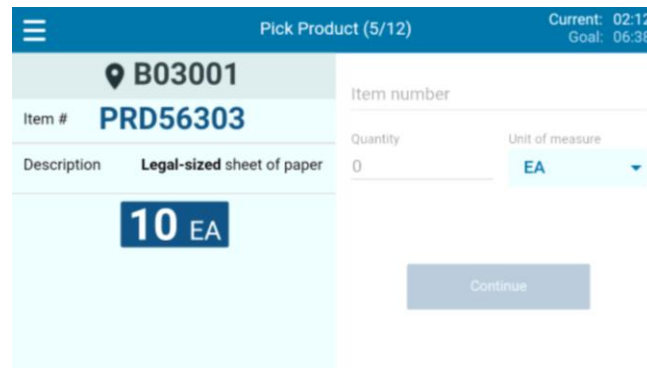 Pick Product (5/12)
Current: 02:12
Goal: 06:38
B03001
Item # PRD56303
Description Legal-sized sheet of paper
10 EA
Item number
Quantity Unit of measure
0 EA
Continue